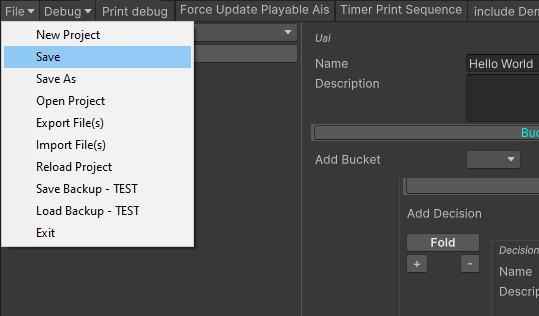 File Debug Print debug Force Update Playable Ais Timer Print Sequence include Dem
New Project
Save
Save As
Open Project
Export File(s)
Import File(s)
Reload Project
Save Backup - TEST
Load Backup - TEST
Exit
Uai
Name Hello World
Description
Buc
Add Bucket
Add Decision
Fold
+ -
Decision
Name
Descrip